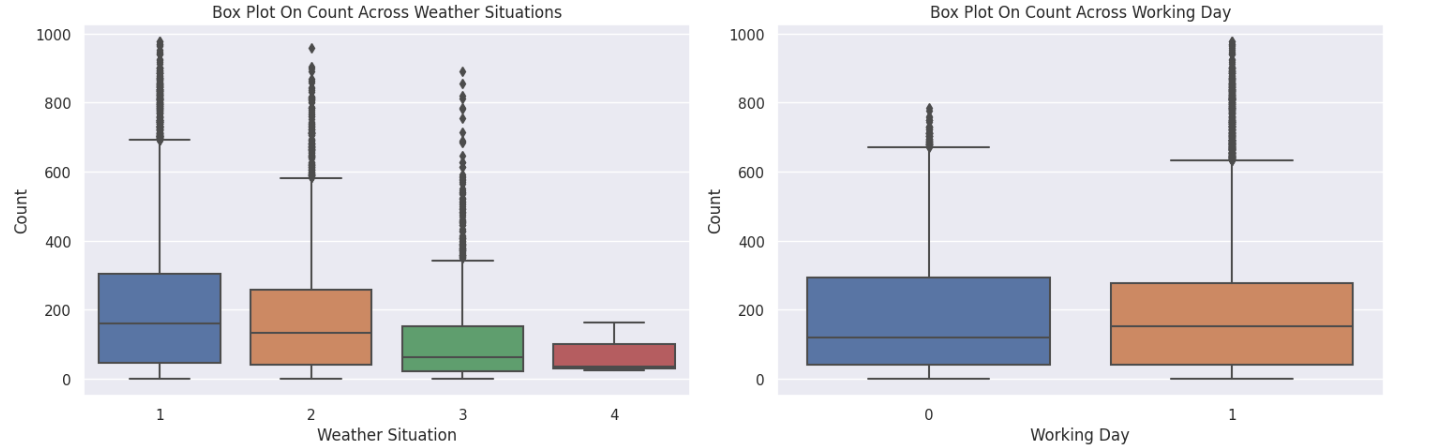 Box Plot On Count Across Weather Situations
1000
800
600
400
200
0
Count
1 2 3 4
Weather Situation
Box Plot On Count Across Working Day
1000
800
600
400
200
0
Count
0 1
Working Day